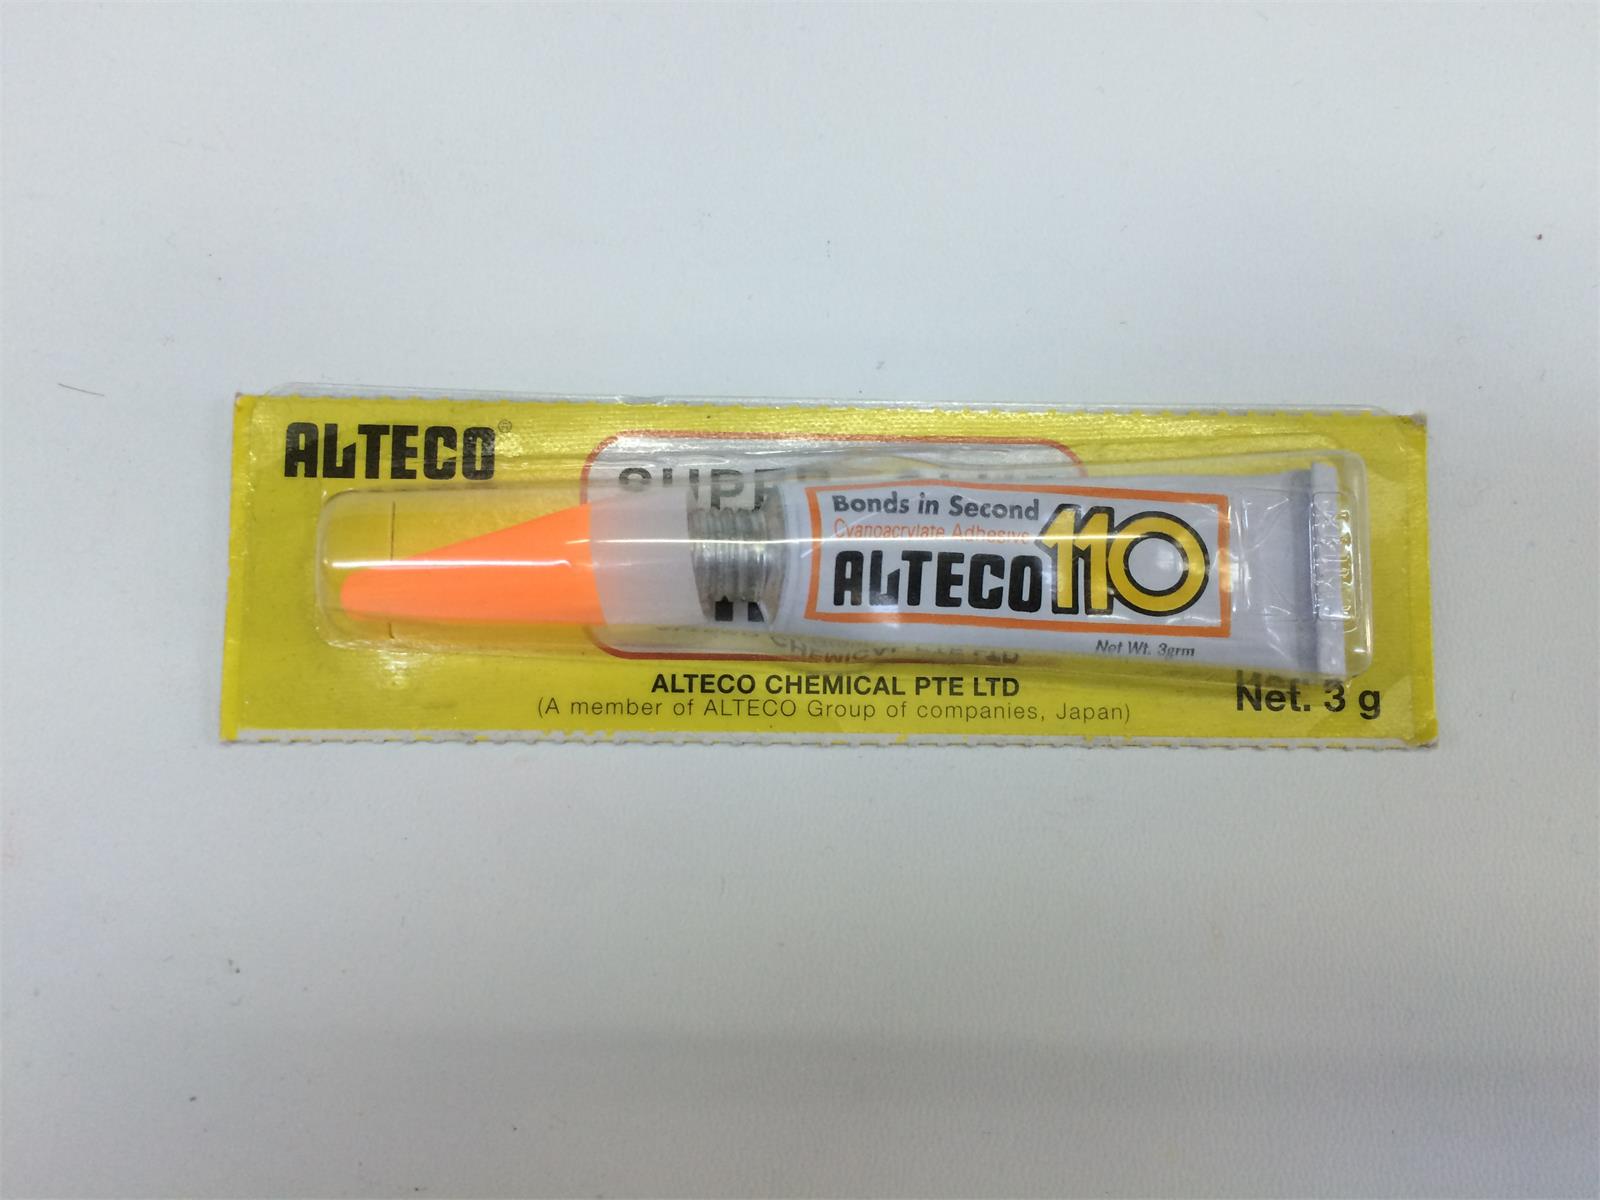 ALTECO®
Bonds in Second
Cyanoacrylate Adhesive
ALTECO 110
Net Wt. 3grm
ALTECO CHEMICAL PTE LTD
(A member of ALTECO Group of companies, Japan)
Net. 3 g